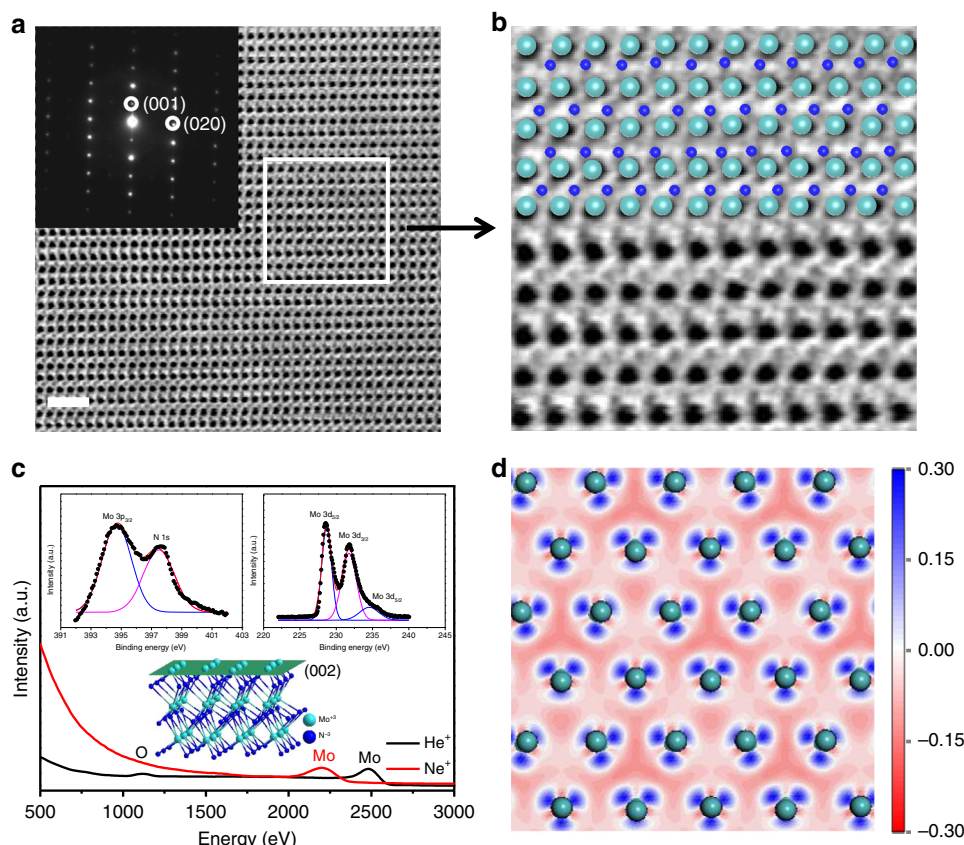 a
(001)
(020)
b
c
Intensity (a.u.)
Mo 3p3/2
N 1s
Intensity (a.u.)
391 393 395 397 399 401 403
Binding energy (eV)
Mo 3d5/2
Mo 3d3/2
Mo 3d5/2
Intensity (a.u.)
220 225 230 235 240 245
Binding energy (eV)
(002)
Mo+3
N−3
O
Mo
Mo
He+
Ne+
500 1000 1500 2000 2500 3000
Energy (eV)
d
0.30
0.15
0.00
−0.15
−0.30